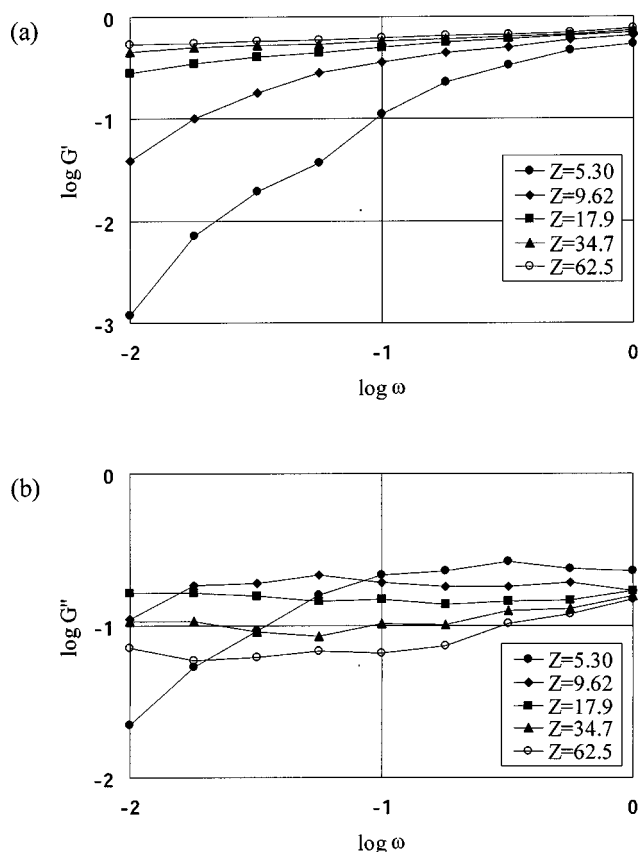 (a)
0
-1
-2
-3
log G'
-2
-1
0
log ω
Z=5.30
Z=9.62
Z=17.9
Z=34.7
Z=62.5
(b)
0
-1
-2
log G"
-2
-1
0
log ω
Z=5.30
Z=9.62
Z=17.9
Z=34.7
Z=62.5